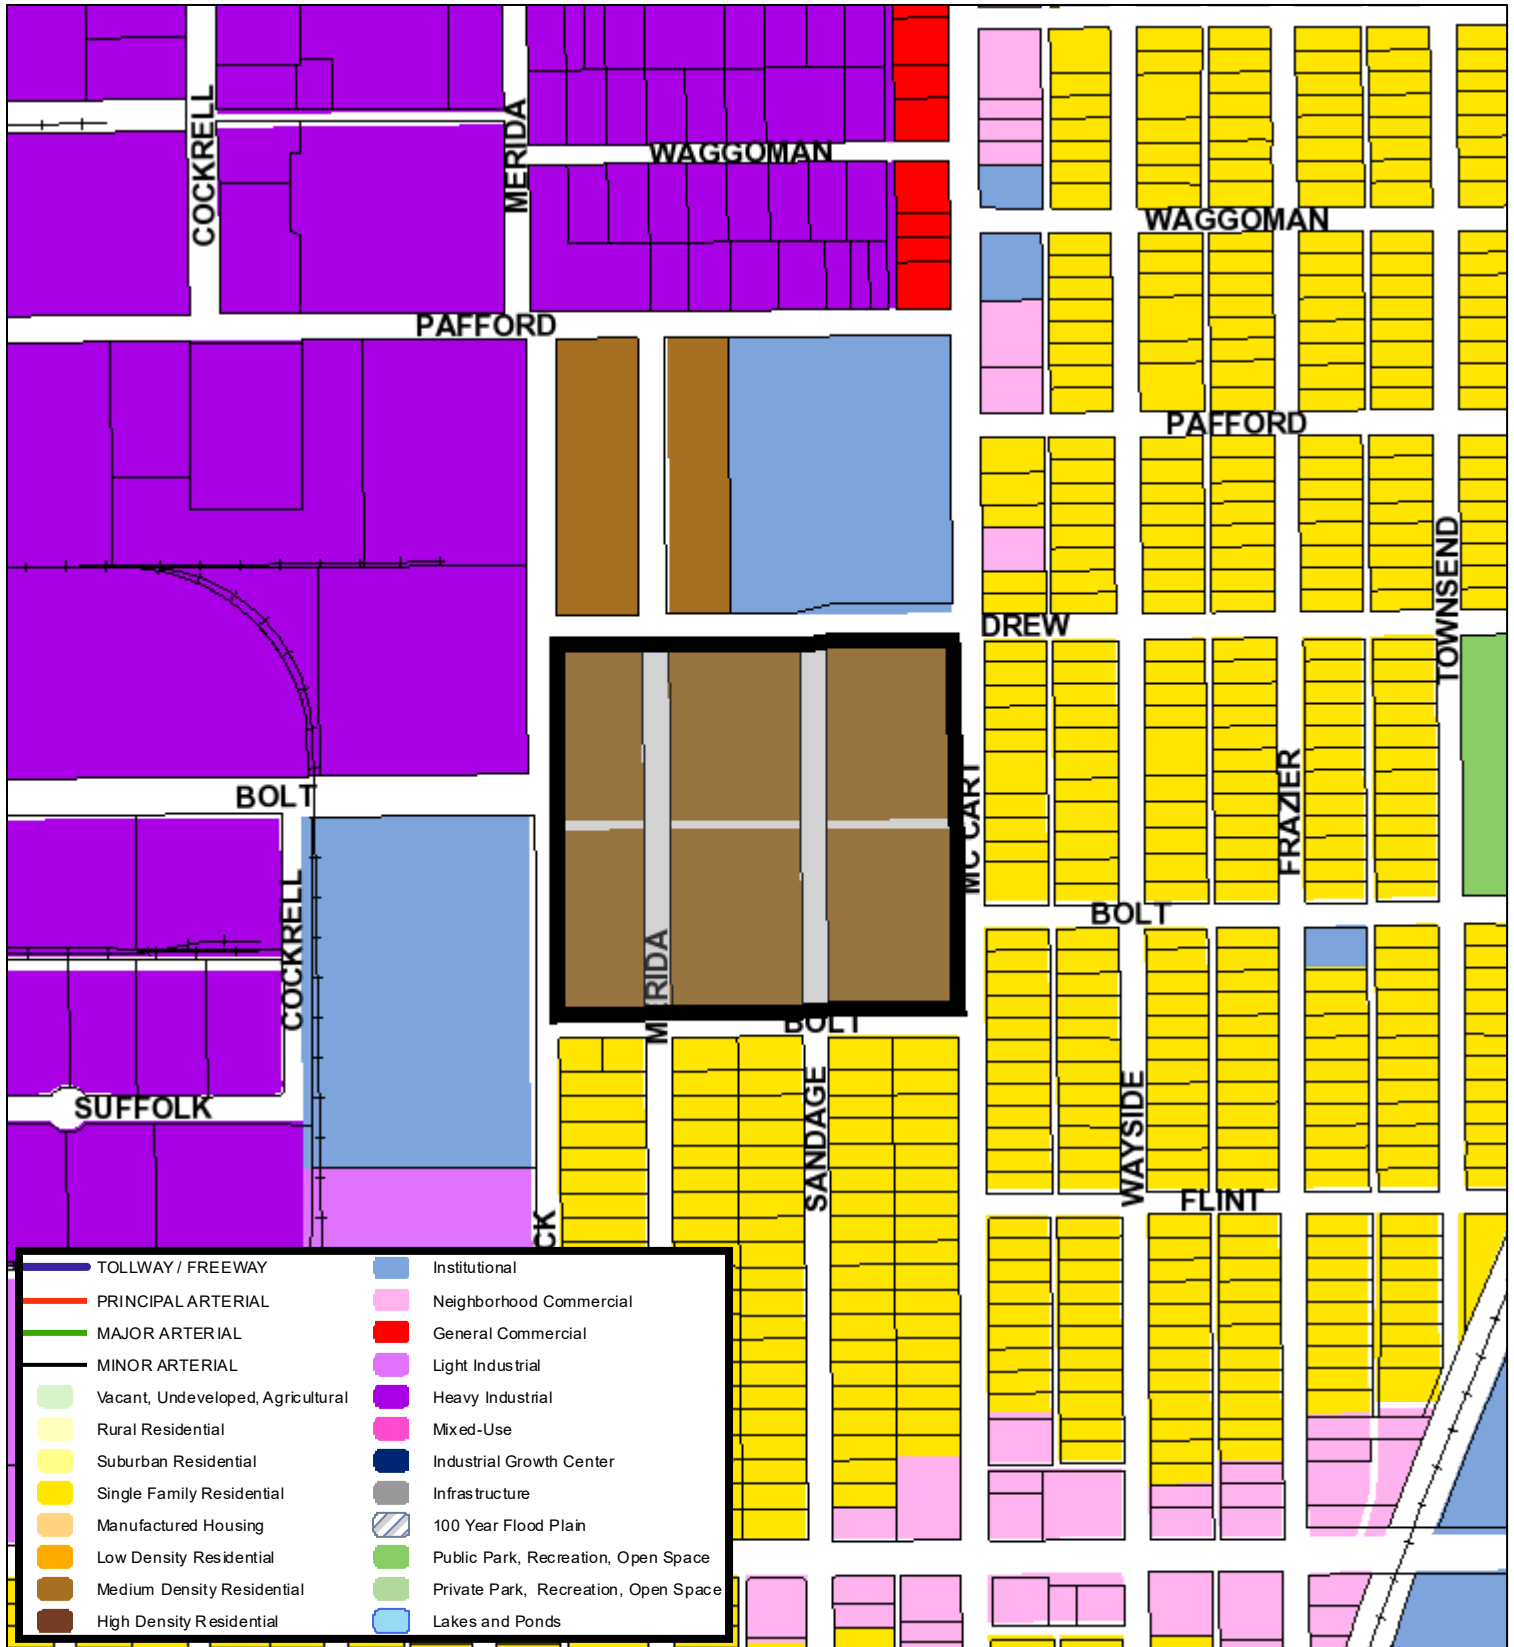 COCKRELL
MERIDA
WAGGOMAN
WAGGOMAN
PAFFORD
PAFFORD
TOWNSEND
DREW
BOLT
MC CART
FRAZIER
COCKRELL
BOLT
M RIDA
BOLT
SUFFOLK
SANDAGE
WAYSIDE
FLINT
CK
TOLLWAY / FREEWAY
PRINCIPAL ARTERIAL
MAJOR ARTERIAL
MINOR ARTERIAL
Vacant, Undeveloped, Agricultural
Rural Residential
Suburban Residential
Single Family Residential
Manufactured Housing
Low Density Residential
Medium Density Residential
High Density Residential
Institutional
Neighborhood Commercial
General Commercial
Light Industrial
Heavy Industrial
Mixed-Use
Industrial Growth Center
Infrastructure
100 Year Flood Plain
Public Park, Recreation, Open Space
Private Park, Recreation, Open Space
Lakes and Ponds